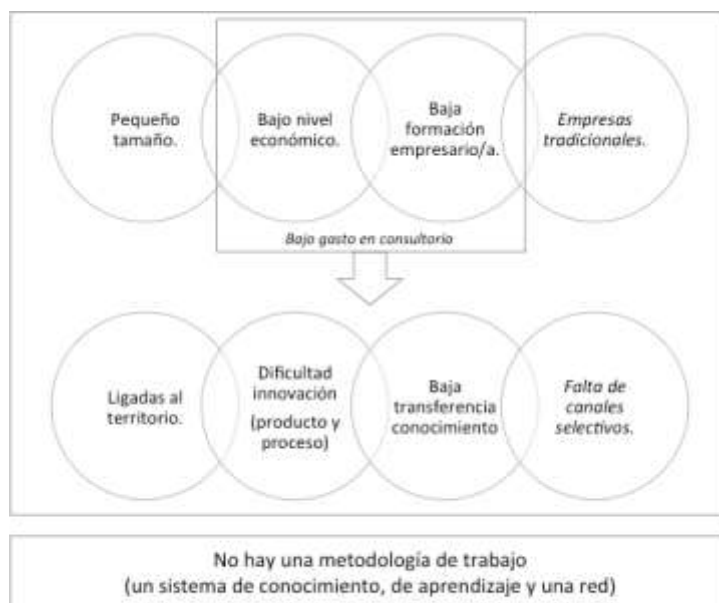 Pequeño
tamaño.
Bajo nivel
económico.
Baja
formación
empresario/a.
Empresas
tradicionales.
Bajo gasto en consultoría
Ligadas al
territorio.
Dificultad
innovación
(producto y
proceso)
Baja
transferencia
conocimiento
Falta de
canales
selectivos.
No hay una metodología de trabajo
(un sistema de conocimiento, de aprendizaje y una red)